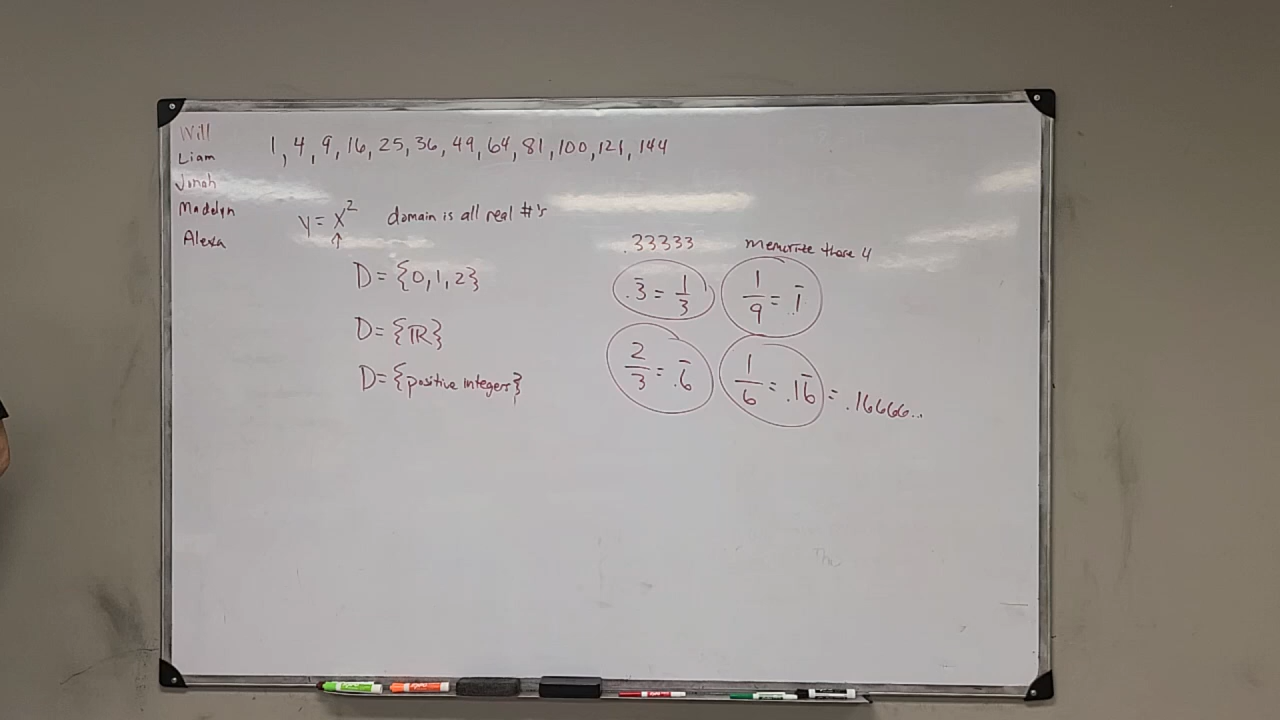 Will
Liam
Jonah
Madelyn
Alexa
1, 4, 9, 16, 25, 36, 49, 64, 81, 100, 121, 144
y = x² domain is all real #'s
↑
D = {0, 1, 2}
D = {ℝ}
D = {positive integers}
.33333 memorize those 4
.3̅ = 1/3
1/9 = .1̅
2/3 = .6̅
1/6 = .16̅ = .16666...